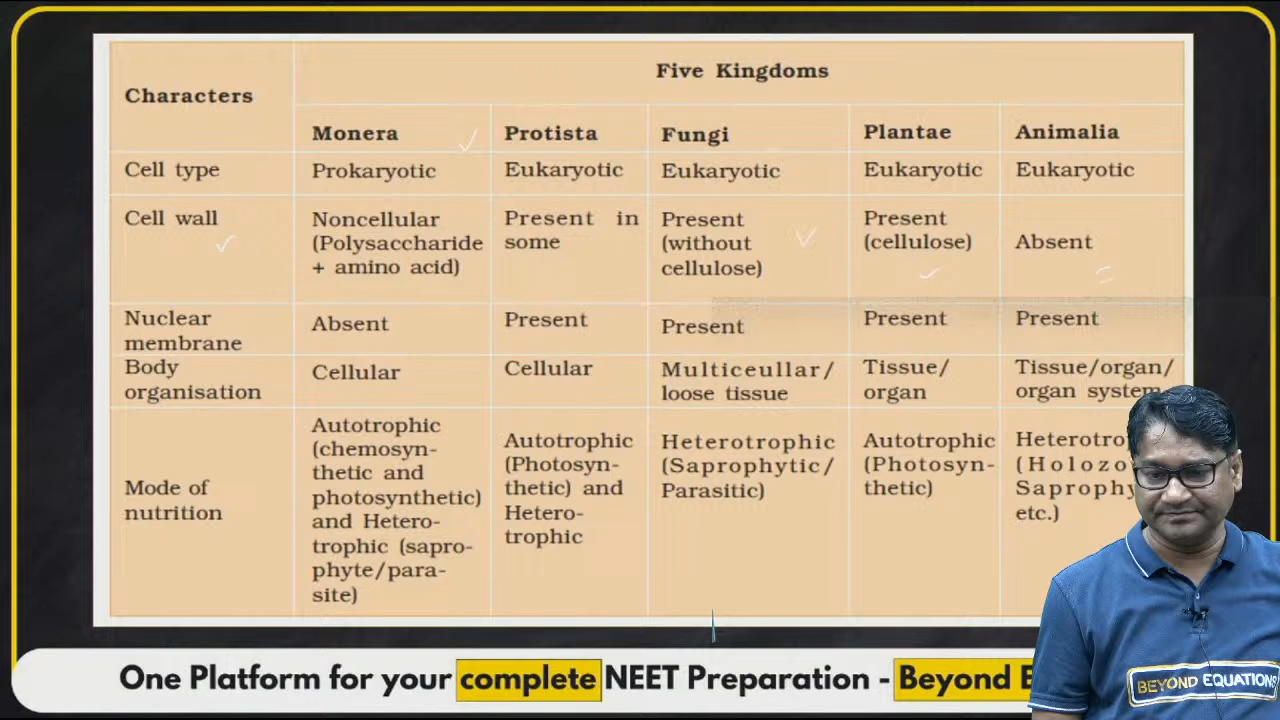 Characters
Five Kingdoms
Monera
Protista
Fungi
Plantae
Animalia
Cell type
Prokaryotic
Eukaryotic
Eukaryotic
Eukaryotic
Eukaryotic
Cell wall
Noncellular
(Polysaccharide
+ amino acid)
Present in
some
Present
(without
cellulose)
Present
(cellulose)
Absent
Nuclear
membrane
Absent
Present
Present
Present
Present
Body
organisation
Cellular
Cellular
Multiceullar/
loose tissue
Tissue/
organ
Tissue/organ/
organ system
Mode of
nutrition
Autotrophic
(chemosyn-
thetic and
photosynthetic)
and Hetero-
trophic (sapro-
phyte/para-
site)
Autotrophic
(Photosyn-
thetic) and
Hetero-
trophic
Heterotrophic
(Saprophytic/
Parasitic)
Autotrophic
(Photosyn-
thetic)
Heterotro
(Holozo
Saprophy
etc.)
One Platform for your complete NEET Preparation - Beyond E
BEYOND EQUATIONS